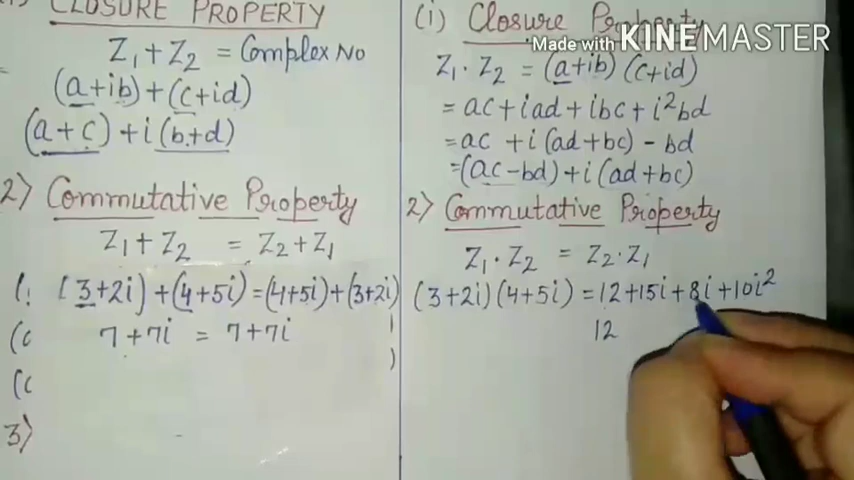 CLOSURE PROPERTY
Z₁ + Z₂ = Complex No
(a+ib)+(c+id)
(a+c)+i(b+d)
2) Commutative Property
Z₁ + Z₂ = Z₂ + Z₁
(3+2i)+(4+5i)=(4+5i)+(3+2i)
7+7i = 7+7i
3)
(i) Closure Property
Made with KINEMASTER
Z₁ · Z₂ = (a+ib)(c+id)
= ac+iad+ibc+i²bd
= ac +i(ad+bc) - bd
=(ac-bd)+i(ad+bc)
2) Commutative Property
Z₁ · Z₂ = Z₂ · Z₁
(3+2i)(4+5i) = 12+15i+8i+10i²
12